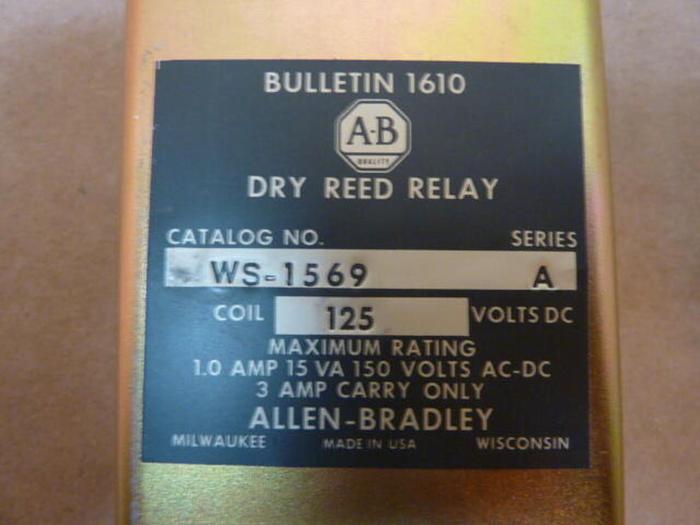 BULLETIN 1610
A-B
QUALITY
DRY REED RELAY
CATALOG NO. SERIES
WS-1569 A
COIL 125 VOLTS DC
MAXIMUM RATING
1.0 AMP 15 VA 150 VOLTS AC-DC
3 AMP CARRY ONLY
ALLEN-BRADLEY
MILWAUKEE MADE IN USA WISCONSIN